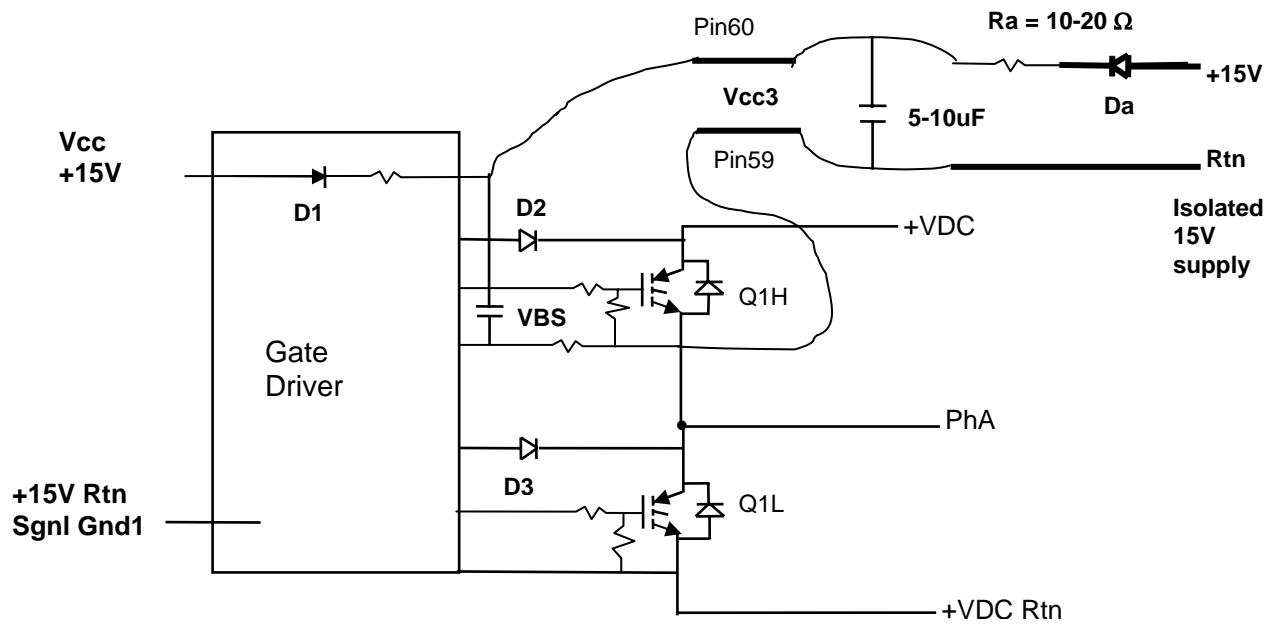 Pin60
Ra = 10-20 Ω
+15V
Vcc3
Da
5-10uF
Vcc
+15V
Pin59
Rtn
D1
D2
Isolated
15V
supply
+VDC
Q1H
VBS
Gate
Driver
PhA
D3
Q1L
+15V Rtn
Sgnl Gnd1
+VDC Rtn